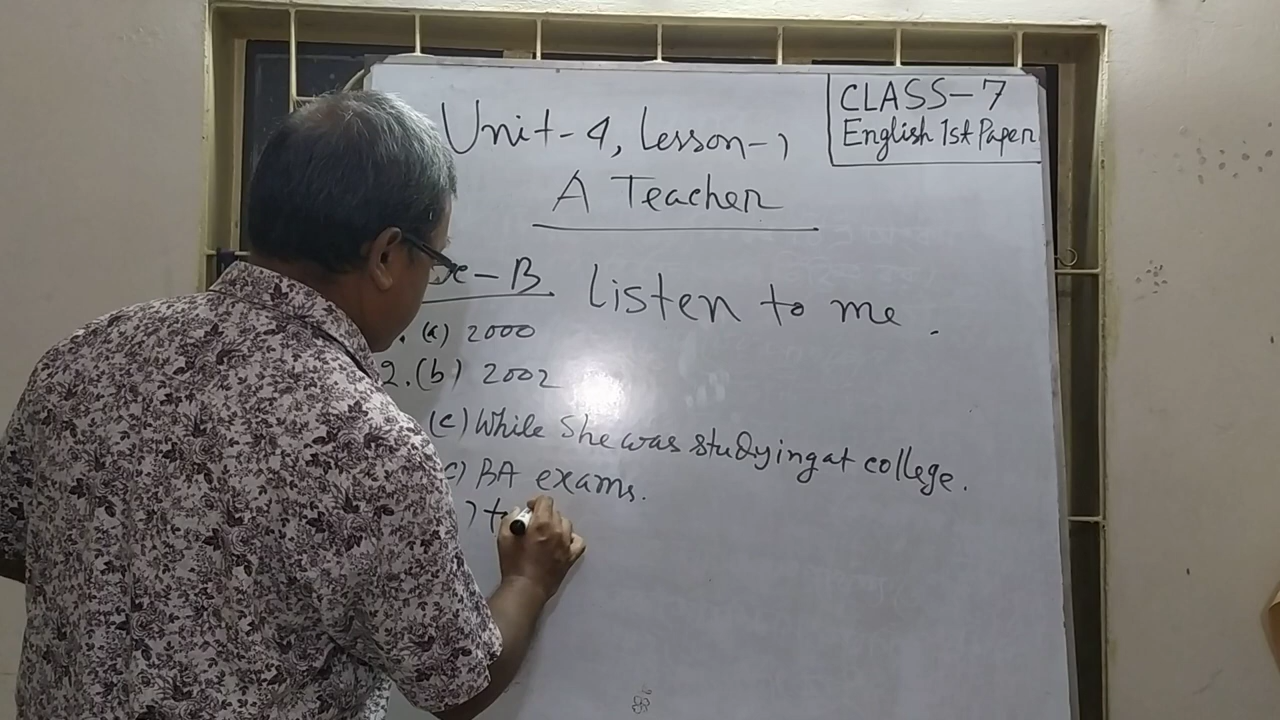 CLASS-7
English 1st Paper
Unit-4, Lesson-1
A Teacher
-B Listen to me.
(a) 2000
2.(b) 2002
(c) While she was studying at college.
c) BA exams.
) t